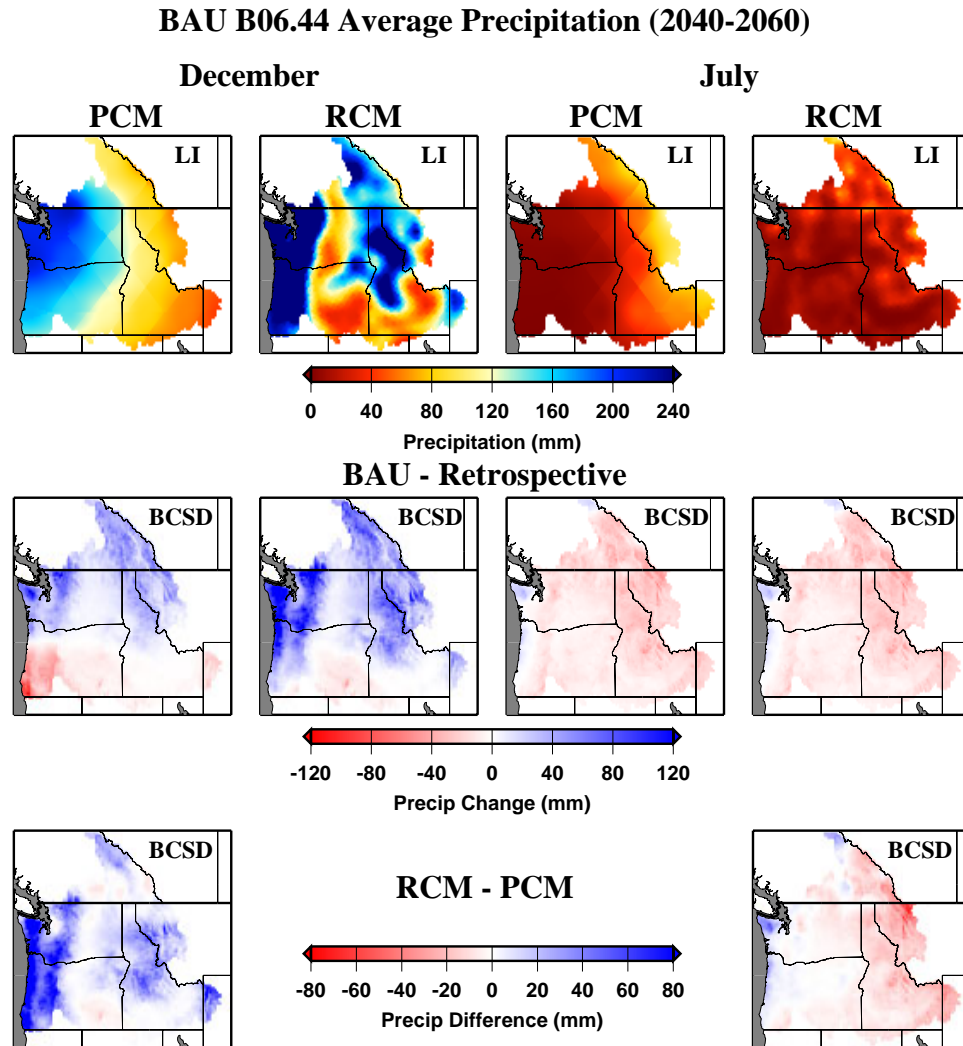 BAU B06.44 Average Precipitation (2040-2060)
December July
PCM RCM PCM RCM
LI LI LI LI
0 40 80 120 160 200 240
Precipitation (mm)
BAU - Retrospective
BCSD BCSD BCSD BCSD
-120 -80 -40 0 40 80 120
Precip Change (mm)
BCSD BCSD
RCM - PCM
-80 -60 -40 -20 0 20 40 60 80
Precip Difference (mm)